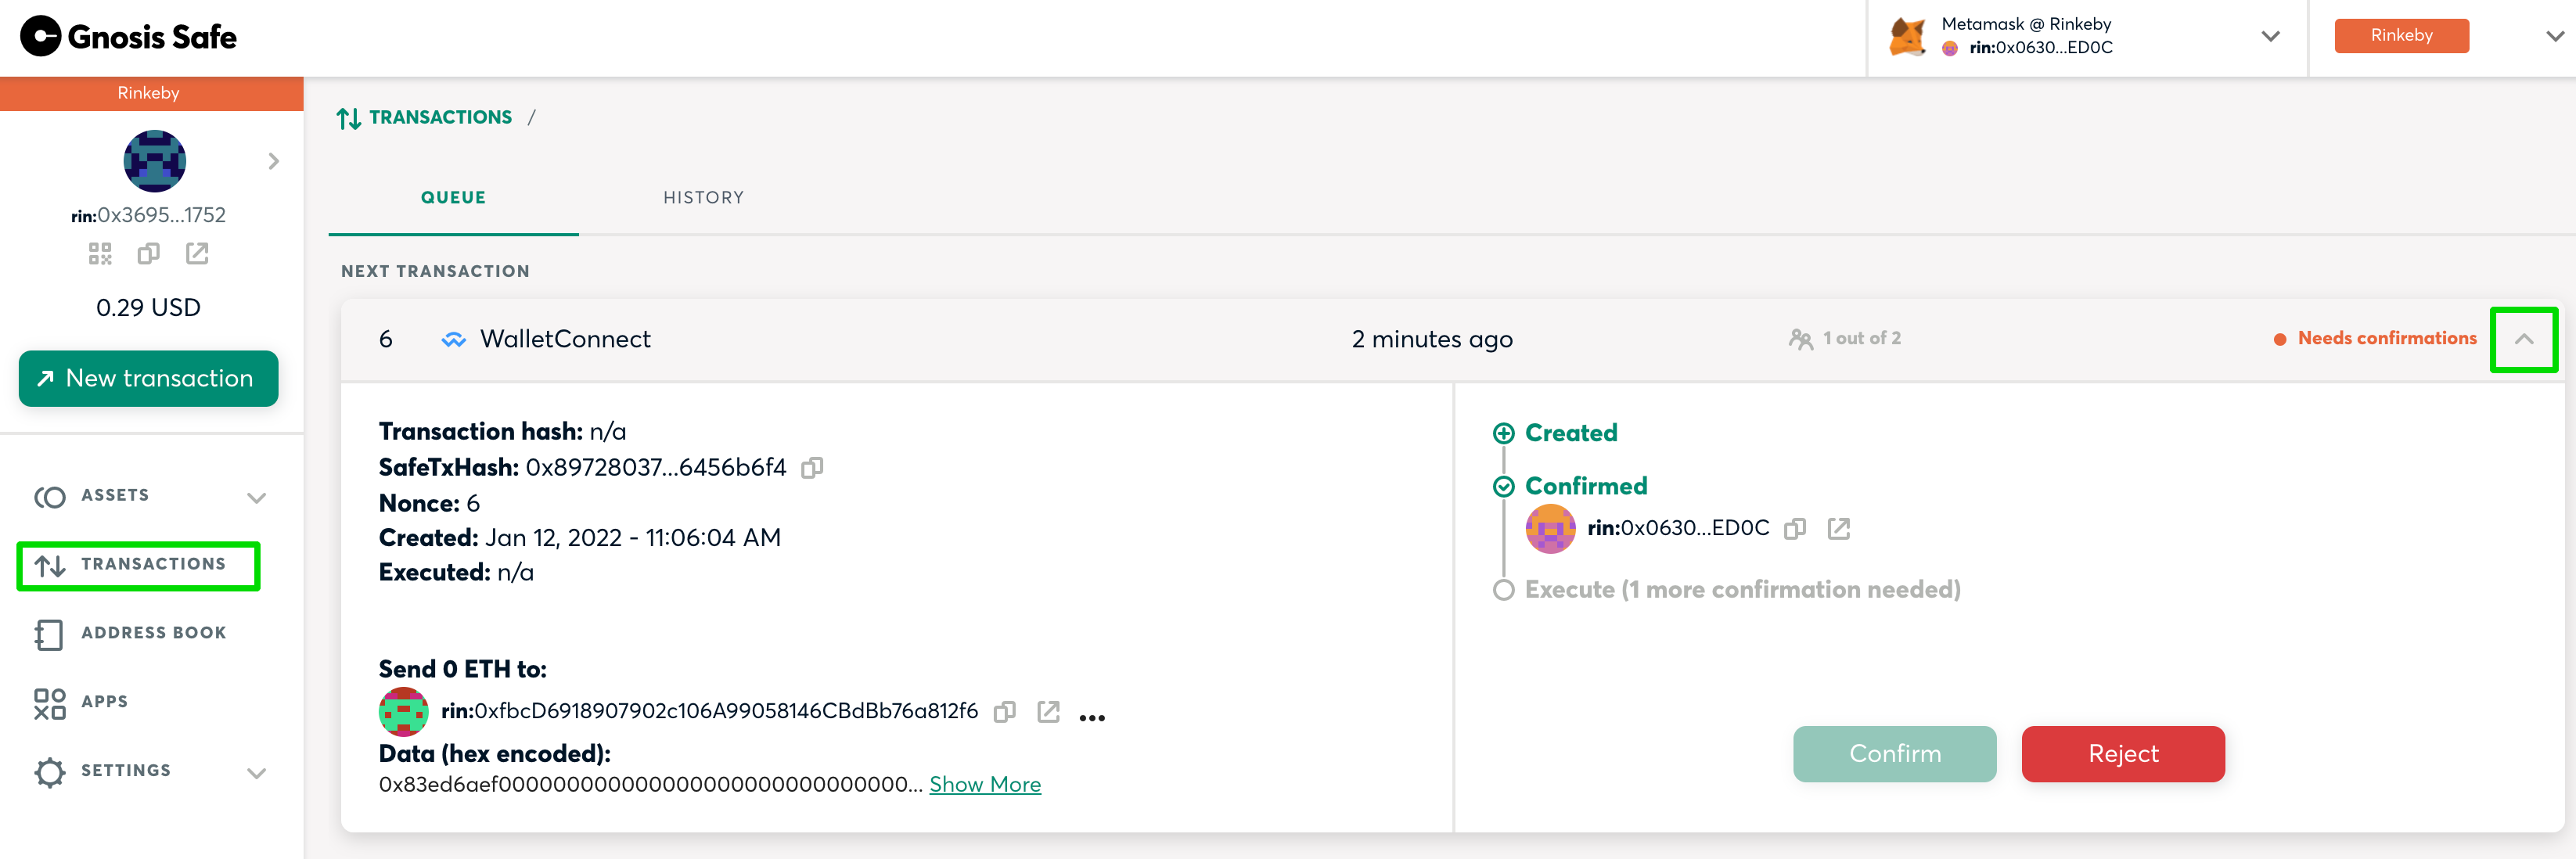 Gnosis Safe
Metamask @ Rinkeby
rin:0x0630...ED0C
Rinkeby
Rinkeby
rin:0x3695...1752
0.29 USD
New transaction
ASSETS
TRANSACTIONS
ADDRESS BOOK
APPS
SETTINGS
TRANSACTIONS /
QUEUE
HISTORY
NEXT TRANSACTION
6 WalletConnect 2 minutes ago 1 out of 2 Needs confirmations
Transaction hash: n/a
SafeTxHash: 0x89728037...6456b6f4
Nonce: 6
Created: Jan 12, 2022 - 11:06:04 AM
Executed: n/a
Send 0 ETH to:
rin:0xfbcD6918907902c106A99058146CBdBb76a812f6
Data (hex encoded):
0x83ed6aef00000000000000000000000000000... Show More
Created
Confirmed
rin:0x0630...ED0C
Execute (1 more confirmation needed)
Confirm
Reject